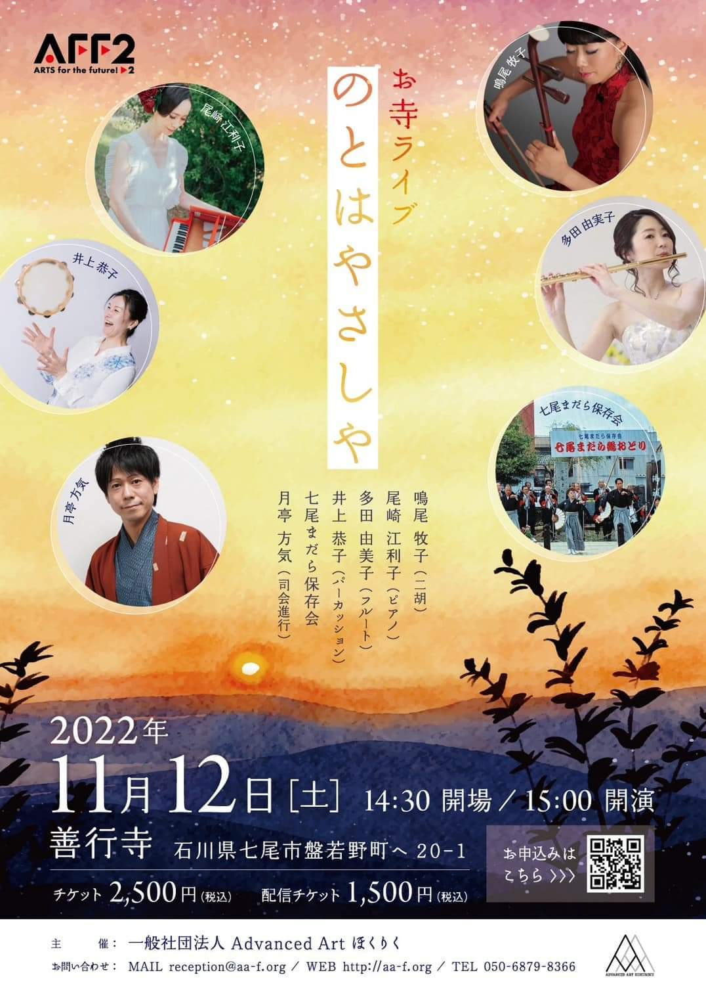 AFF2
ARTS for the future! 2
お寺ライブ
のとはやさしや
鳴尾 牧子
尾﨑 江利子
多田 由実子
井上 恭子
七尾まだら保存会
七尾まだら保存会
七尾まだら総おどり
月亭 方気
鳴尾 牧子（二胡）
尾崎 江利子（ピアノ）
多田 由美子（フルート）
井上 恭子（パーカッション）
七尾まだら保存会
月亭 方気（司会進行）
2022年
11月12日［土］ 14:30 開場／15:00 開演
善行寺 石川県七尾市盤若野町へ 20-1
チケット 2,500円（税込） 配信チケット 1,500円（税込）
お申込みは
こちら 〉〉〉
主 催： 一般社団法人 Advanced Art ほくりく
お問い合わせ： MAIL reception@aa-f.org / WEB http://aa-f.org / TEL 050-6879-8366
ADVANCED ART HOKURIKU